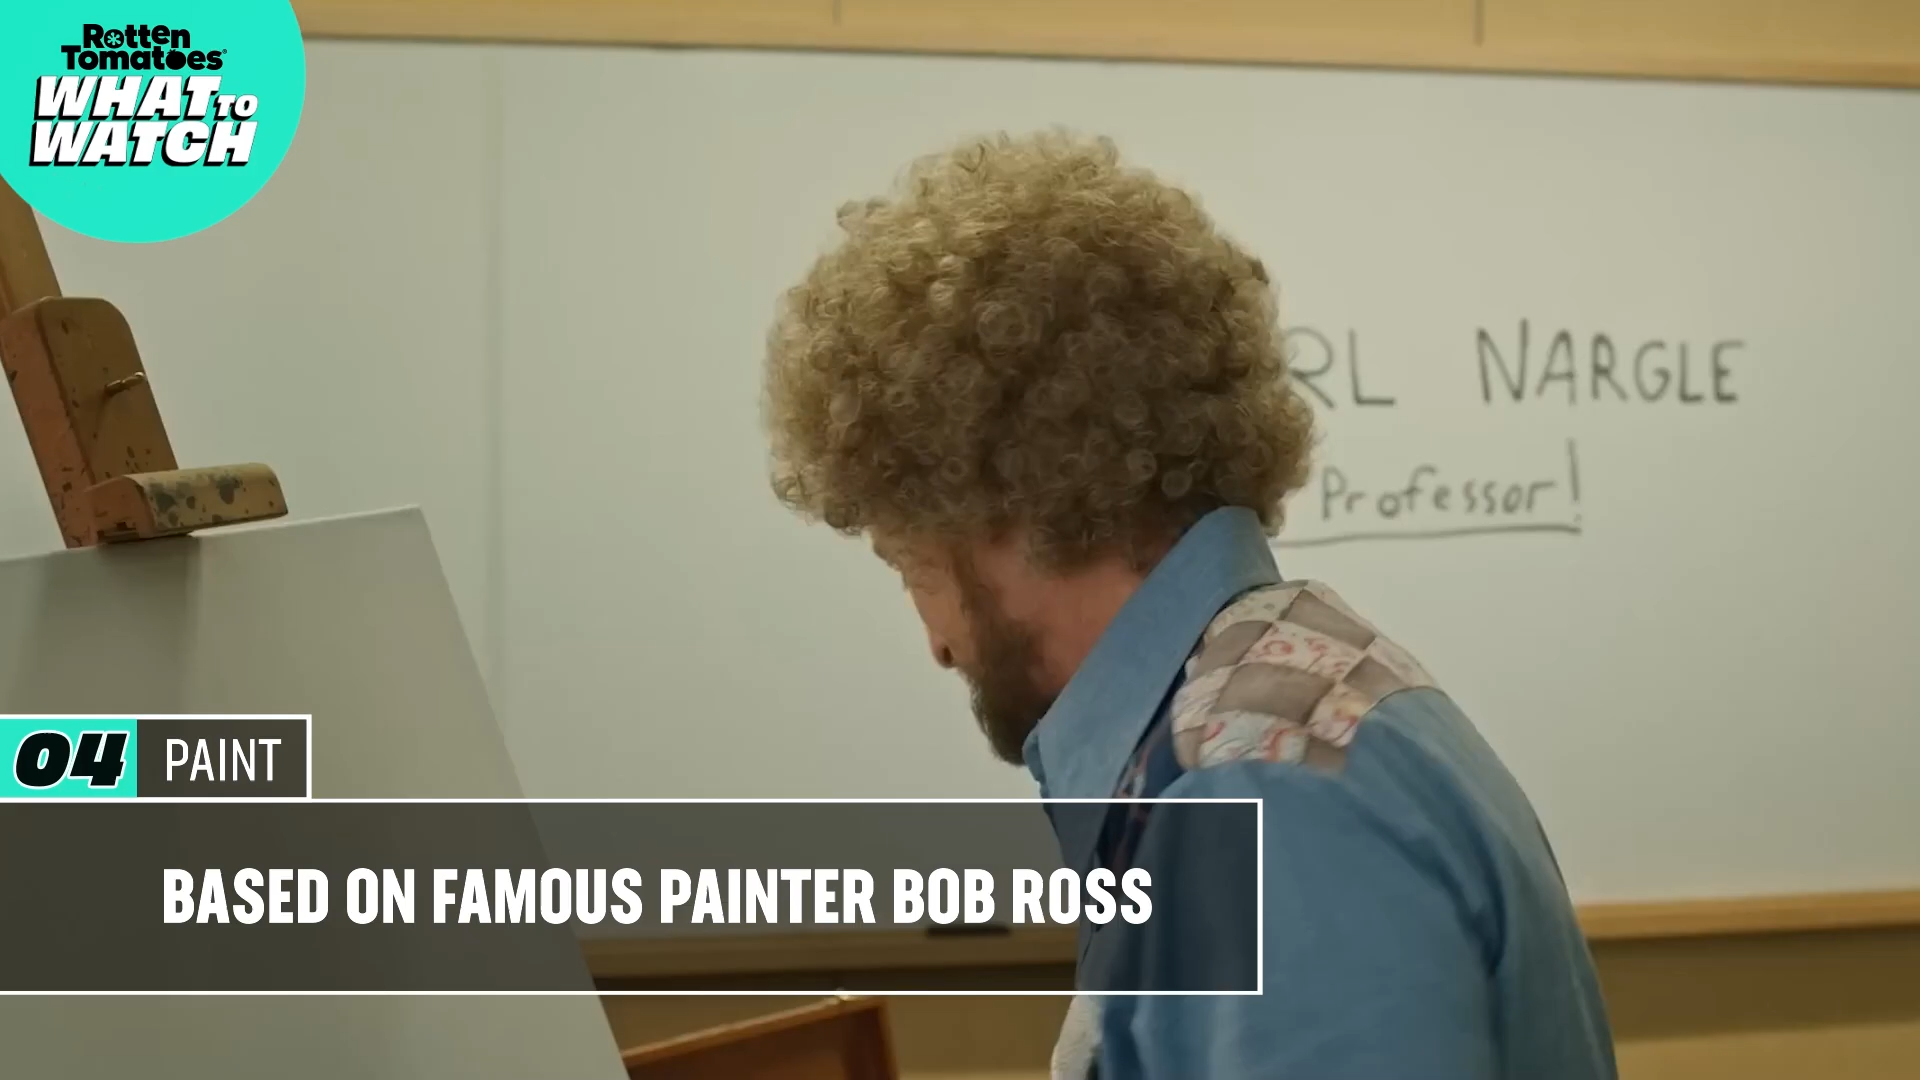 Rotten
Tomatoes
WHAT TO
WATCH
RL NARGLE
Professor!
04 PAINT
BASED ON FAMOUS PAINTER BOB ROSS